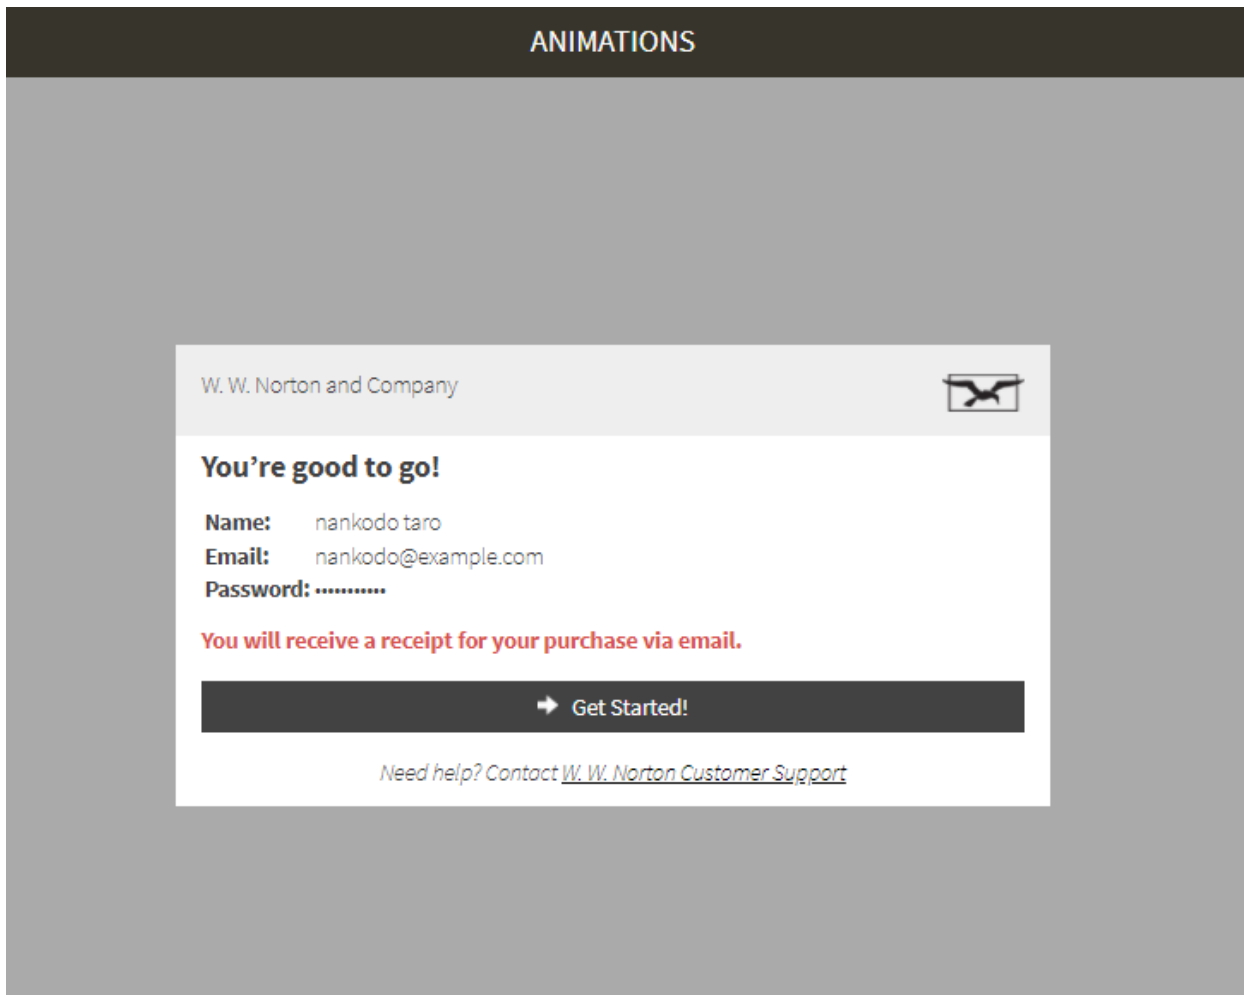 ANIMATIONS
W. W. Norton and Company
You’re good to go!
Name: nankodo taro
Email: nankodo@example.com
Password: •••••••••••
You will receive a receipt for your purchase via email.
Get Started!
Need help? Contact W. W. Norton Customer Support